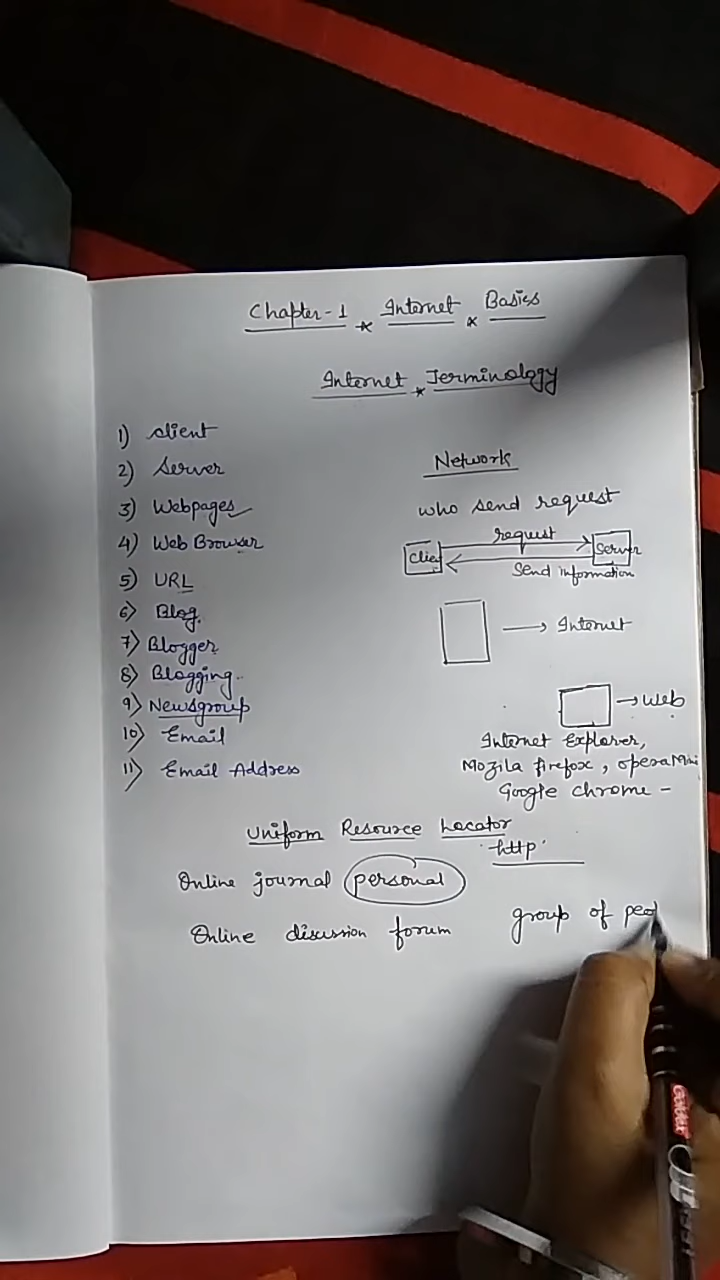 Chapter-1 Internet Basics
Internet Terminology
1) Client
2) Server
3) Webpages
4) Web Browser
5) URL
6) Blog
7) Blogger
8) Blogging
9) Newsgroup
10) Email
11) Email Address
Network
who send request
request
Clie
Server
Send information
Internet
web
Internet Explorer,
Mozila firefox, opera Mini
Google chrome -
Uniform Resource Locator
http
Online journal personal
Online discussion forum group of peo